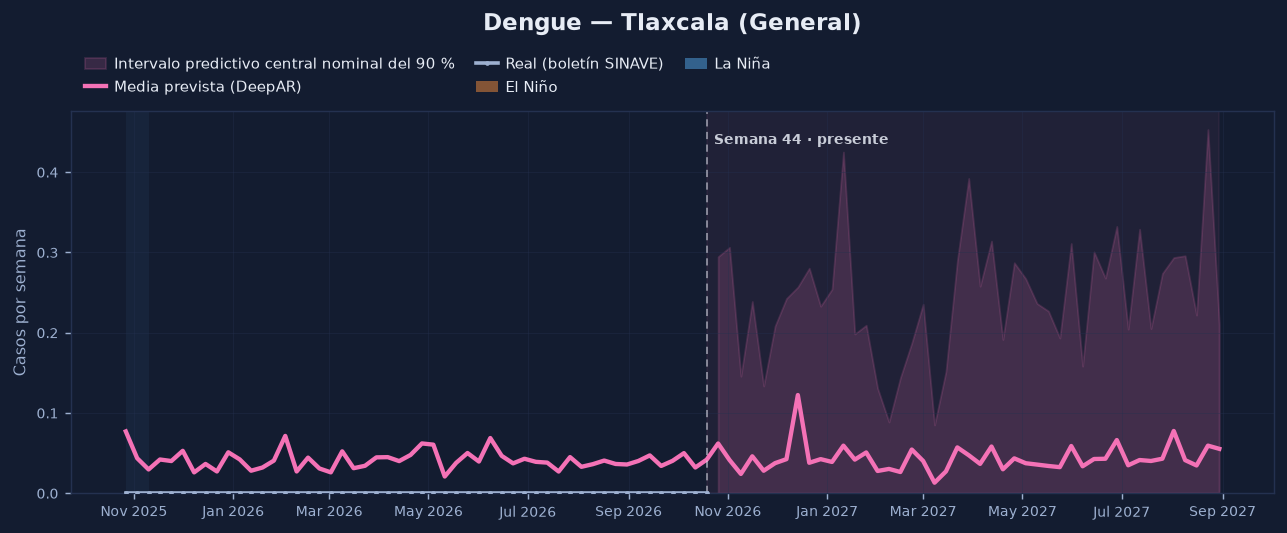 Dengue — Tlaxcala (General)
Intervalo predictivo central nominal del 90 %
Real (boletín SINAVE)
La Niña
Media prevista (DeepAR)
El Niño
Semana 44 · presente
Casos por semana
0.4
0.3
0.2
0.1
0.0
Nov 2025
Jan 2026
Mar 2026
May 2026
Jul 2026
Sep 2026
Nov 2026
Jan 2027
Mar 2027
May 2027
Jul 2027
Sep 2027